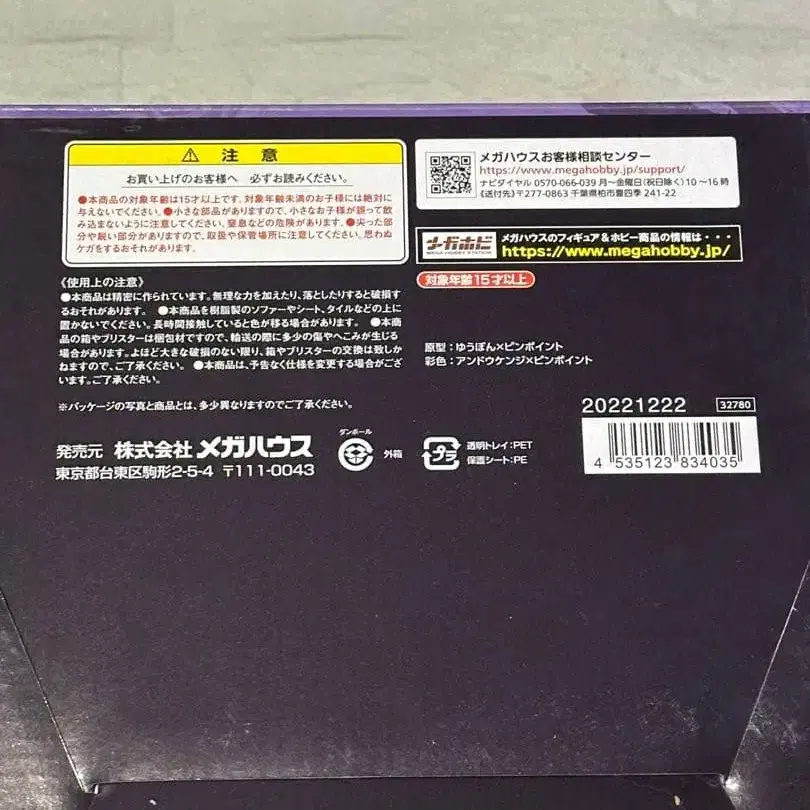 ⚠ 注意
お買い上げのお客様へ 必ずお読みください。
●本商品の対象年齢は15才以上です。対象年齢未満のお子様には絶対に
与えないでください。●小さな部品がありますので、小さなお子様が誤って飲
み込まないように注意してください。窒息などの危険があります。●尖った部
分や鋭い部分がありますので、取扱や保管場所に注意してください。思わぬ
ケガをするおそれがあります。
《使用上の注意》
●本商品は精密に作られています。無理な力を加えたり、落としたりすると破損す
るおそれがあります。 ●本商品を樹脂製のソファーやシート、タイルなどの上に
置かないでください。長時間接触していると色が移る場合があります。 ●本商
品の箱やブリスターは梱包材ですので、輸送の際に多少の傷やへこみが生じる
場合があります。よほど大きな破損のない限り、箱やブリスターの交換は致しか
ねますので、ご了承ください。 ●本商品は、予告なく仕様を変更する場合がござ
います。
※パッケージの写真と商品とは、多少異なりますのでご了承ください。
発売元 株式会社メガハウス
東京都台東区駒形2-5-4 〒111-0043
ダンボール
外箱
プラ
透明トレイ:PET
保護シート:PE
メガハウスお客様相談センター
https://www.megahobby.jp/support/
ナビダイヤル 0570-066-039 月~金曜日(祝日除く)10~16時
《送付先》〒277-0863 千葉県柏市豊四季 241-22
メガホビ
MEGA HOBBY STATION
メガハウスのフィギュア&ホビー商品の情報は・・・
https://www.megahobby.jp/
対象年齢15才以上
原型:ゆうぽん×ピンポイント
彩色:アンドウケンジ×ピンポイント
20221222
32780
4 535123 834035